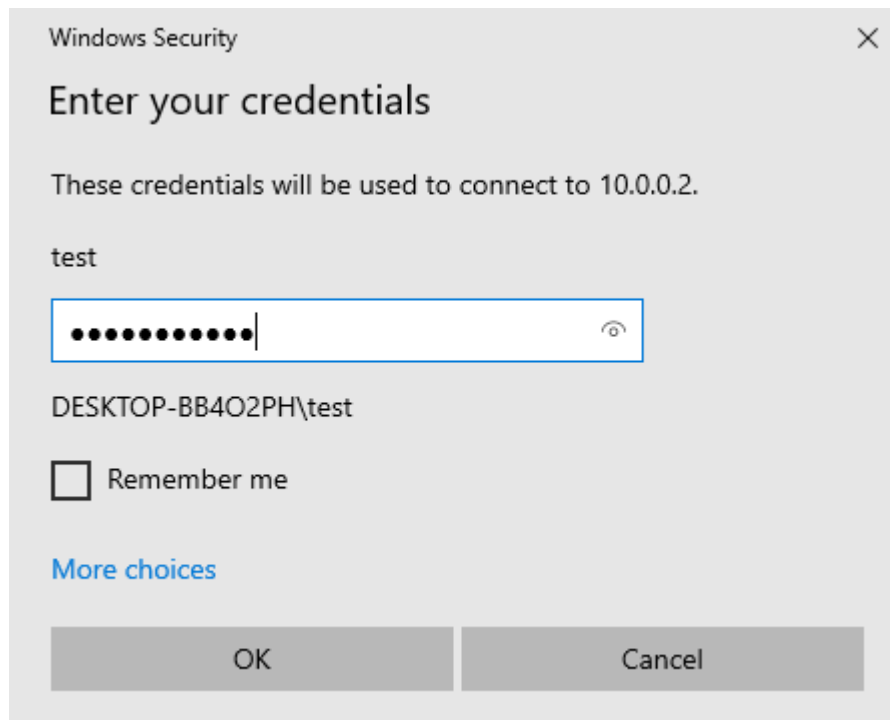 Windows Security
Enter your credentials
These credentials will be used to connect to 10.0.0.2.
test
●●●●●●●●●●●
DESKTOP-BB4O2PH\test
Remember me
More choices
OK
Cancel